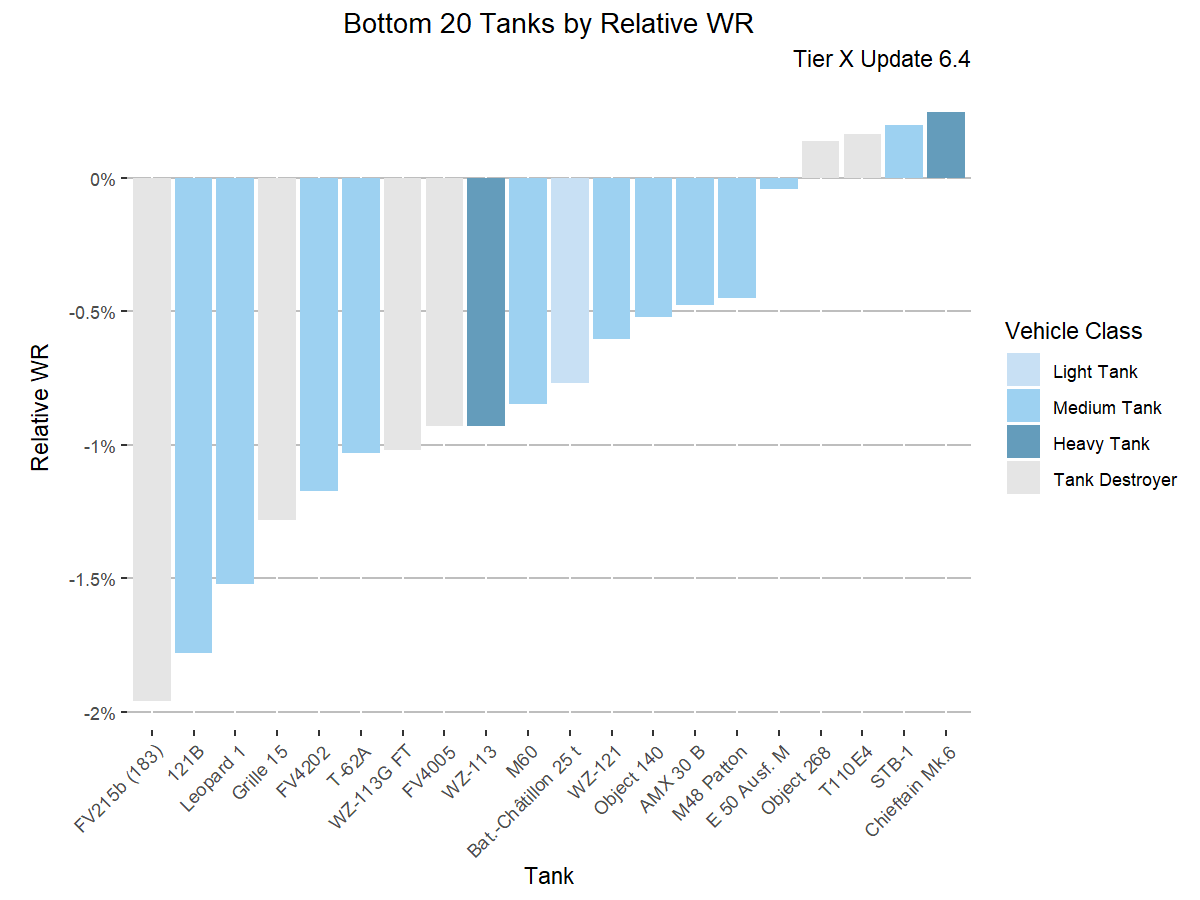 Bottom 20 Tanks by Relative WR
Tier X Update 6.4
0%
-0.5%
-1%
-1.5%
-2%
Relative WR
FV215b (183)
121B
Leopard 1
Grille 15
FV4202
T-62A
WZ-113G FT
FV4005
WZ-113
M60
Bat.-Châtillon 25 t
WZ-121
Object 140
AMX 30 B
M48 Patton
E 50 Ausf. M
Object 268
T110E4
STB-1
Chieftain Mk.6
Tank
Vehicle Class
Light Tank
Medium Tank
Heavy Tank
Tank Destroyer